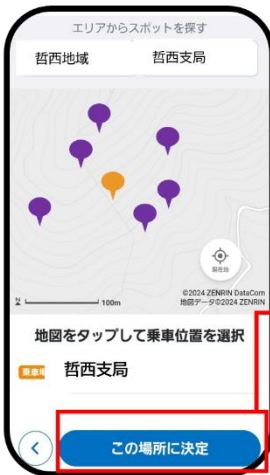 エリアからスポットを探す
哲西地域 哲西支局
現在地
©2024 ZENRIN DataCom
100m 地図データ©2024 ZENRIN
地図をタップして乗車位置を選択
乗車地 哲西支局
この場所に決定